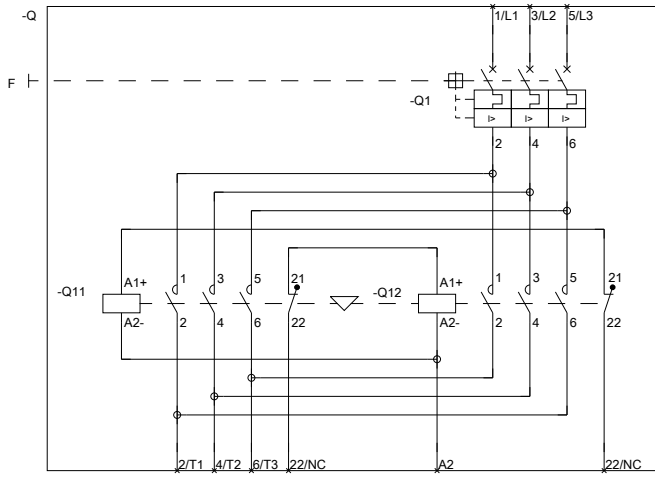 -Q 1/L1 3/L2 5/L3
F
-Q1
I> I> I>
2 4 6
A1+ 1 3 5 21 A1+ 1 3 5 21
-Q11 -Q12
A2- 2 4 6 22 A2- 2 4 6 22
2/T1 4/T2 6/T3 22/NC A2 22/NC